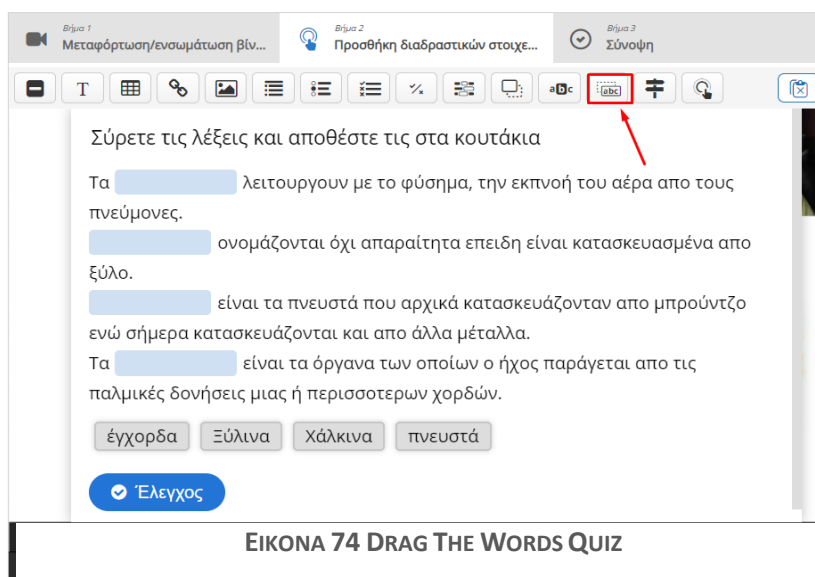 Βήμα 1
Μεταφόρτωση/ενσωμάτωση βίν...
Βήμα 2
Προσθήκη διαδραστικών στοιχε...
Βήμα 3
Σύνοψη
T
abc
abc
Σύρετε τις λέξεις και αποθέστε τις στα κουτάκια
Τα λειτουργουν με το φύσημα, την εκπνοή του αέρα απο τους
πνεύμονες.
ονομάζονται όχι απαραίτητα επειδη είναι κατασκευασμένα απο
ξύλο.
είναι τα πνευστά που αρχικά κατασκευάζονταν απο μπρούντζο
ενώ σήμερα κατασκευάζονται και απο άλλα μέταλλα.
Τα είναι τα όργανα των οποίων ο ήχος παράγεται απο τις
παλμικές δονήσεις μιας ή περισσοτερων χορδών.
έγχορδα Ξύλινα Χάλκινα πνευστά
Έλεγχος
ΕΙΚΟΝΑ 74 DRAG THE WORDS QUIZ